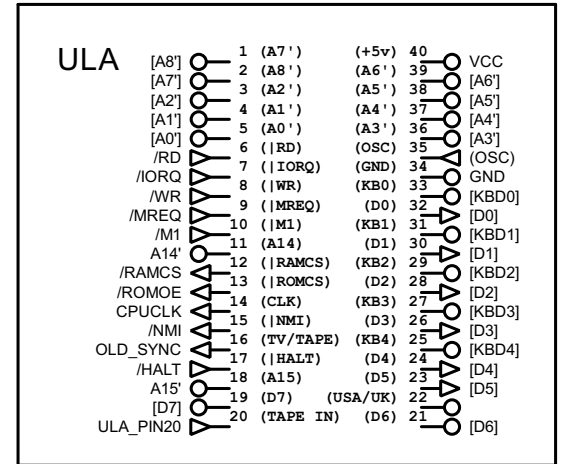 ULA
[A8'] 1 (A7') (+5v) 40 VCC
[A7'] 2 (A8') (A6') 39 [A6']
[A2'] 3 (A2') (A5') 38 [A5']
[A1'] 4 (A1') (A4') 37 [A4']
[A0'] 5 (A0') (A3') 36 [A3']
/RD 6 (|RD) (OSC) 35 (OSC)
/IORQ 7 (|IORQ) (GND) 34 GND
/WR 8 (|WR) (KB0) 33 [KBD0]
/MREQ 9 (|MREQ) (D0) 32 [D0]
/M1 10 (|M1) (KB1) 31 [KBD1]
A14' 11 (A14) (D1) 30 [D1]
/RAMCS 12 (|RAMCS) (KB2) 29 [KBD2]
/ROMOE 13 (|ROMCS) (D2) 28 [D2]
CPUCLK 14 (CLK) (KB3) 27 [KBD3]
/NMI 15 (|NMI) (D3) 26 [D3]
OLD_SYNC 16 (TV/TAPE) (KB4) 25 [KBD4]
/HALT 17 (|HALT) (D4) 24 [D4]
A15' 18 (A15) (D5) 23 [D5]
[D7] 19 (D7) (USA/UK) 22
ULA_PIN20 20 (TAPE IN) (D6) 21 [D6]